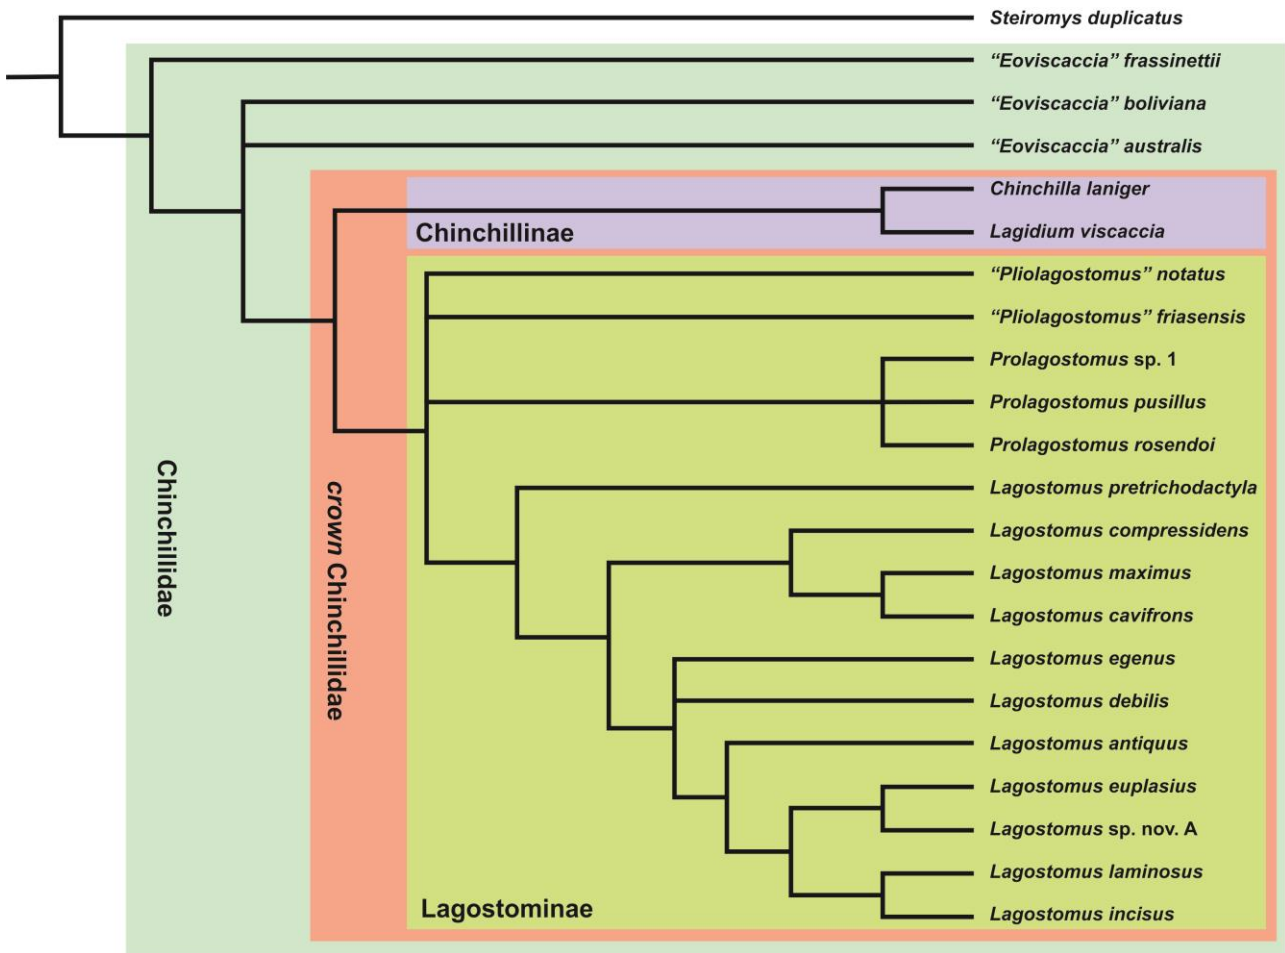 Steiromys duplicatus
“Eoviscaccia” frassinettii
“Eoviscaccia” boliviana
“Eoviscaccia” australis
Chinchilla laniger
Lagidium viscaccia
Chinchillinae
“Pliolagostomus” notatus
“Pliolagostomus” friasensis
Prolagostomus sp. 1
Prolagostomus pusillus
Prolagostomus rosendoi
Lagostomus pretrichodactyla
Lagostomus compressidens
Lagostomus maximus
Lagostomus cavifrons
Lagostomus egenus
Lagostomus debilis
Lagostomus antiquus
Lagostomus euplasius
Lagostomus sp. nov. A
Lagostomus laminosus
Lagostomus incisus
Lagostominae
Chinchillidae
crown Chinchillidae